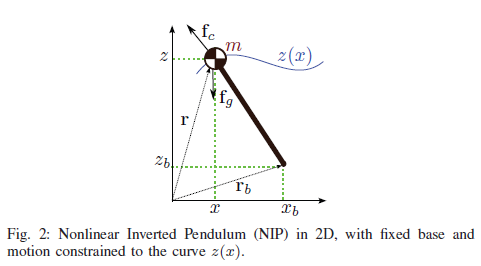 f_c
m
z
z(x)
f_g
r
z_b
r_b
x
x_b
Fig. 2: Nonlinear Inverted Pendulum (NIP) in 2D, with fixed base and
motion constrained to the curve z(x).